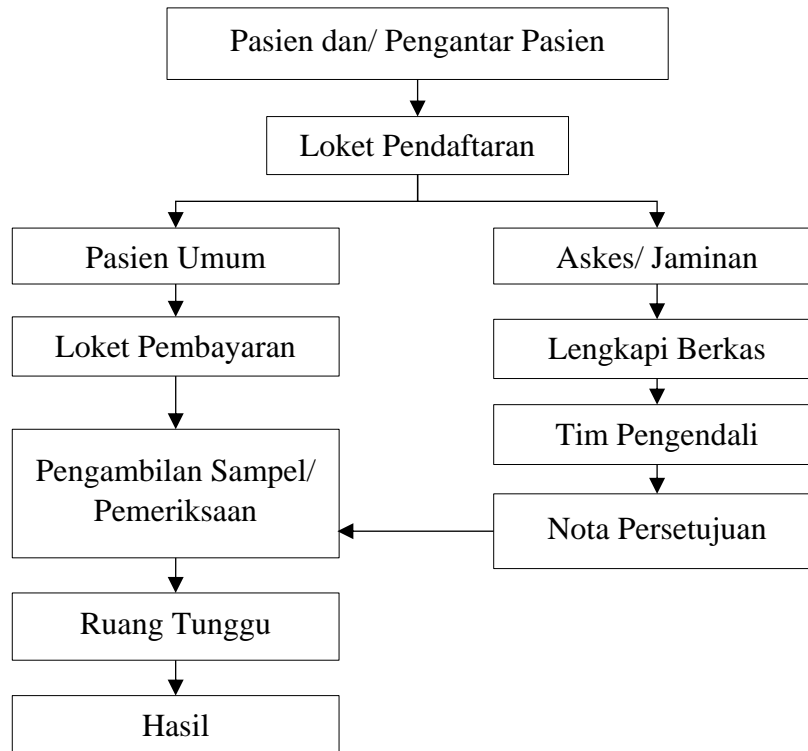 Pasien dan/ Pengantar Pasien
Loket Pendaftaran
Pasien Umum
Askes/ Jaminan
Loket Pembayaran
Lengkapi Berkas
Tim Pengendali
Pengambilan Sampel/
Pemeriksaan
Nota Persetujuan
Ruang Tunggu
Hasil